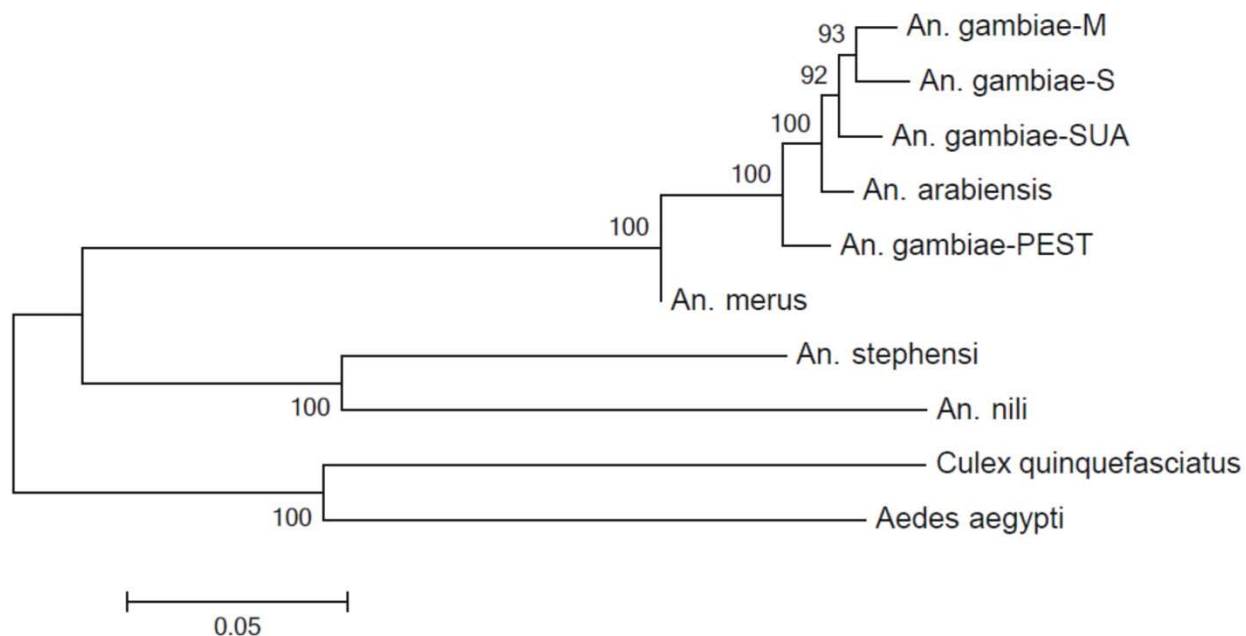 93
An. gambiae-M
92
An. gambiae-S
100
An. gambiae-SUA
100
An. arabiensis
100
An. gambiae-PEST
An. merus
An. stephensi
100
An. nili
Culex quinquefasciatus
100
Aedes aegypti
0.05